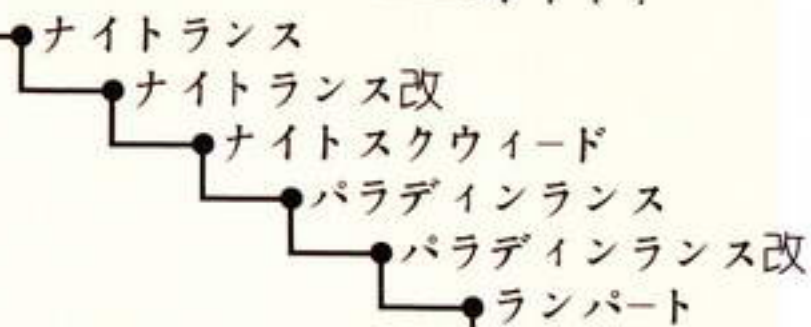 ナイトランス
ナイトランス改
ナイトスクウィード
パラディンランス
パラディンランス改
ランパート